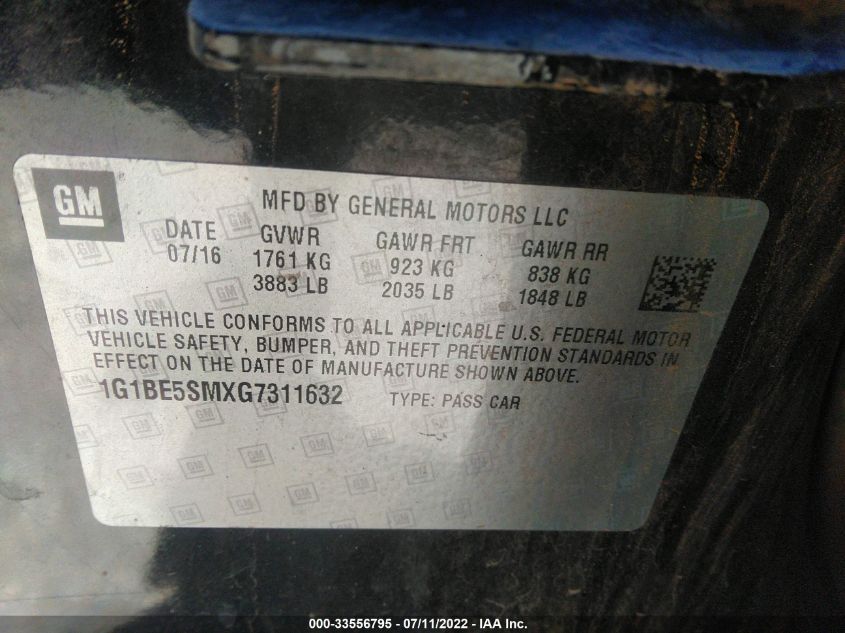 GM
MFD BY GENERAL MOTORS LLC
DATE GVWR GAWR FRT GAWR RR
07/16 1761 KG 923 KG 838 KG
3883 LB 2035 LB 1848 LB
THIS VEHICLE CONFORMS TO ALL APPLICABLE U.S. FEDERAL MOTOR
VEHICLE SAFETY, BUMPER, AND THEFT PREVENTION STANDARDS IN
EFFECT ON THE DATE OF MANUFACTURE SHOWN ABOVE.
1G1BE5SMXG7311632 TYPE: PASS CAR
000-33556795 - 07/11/2022 - IAA Inc.